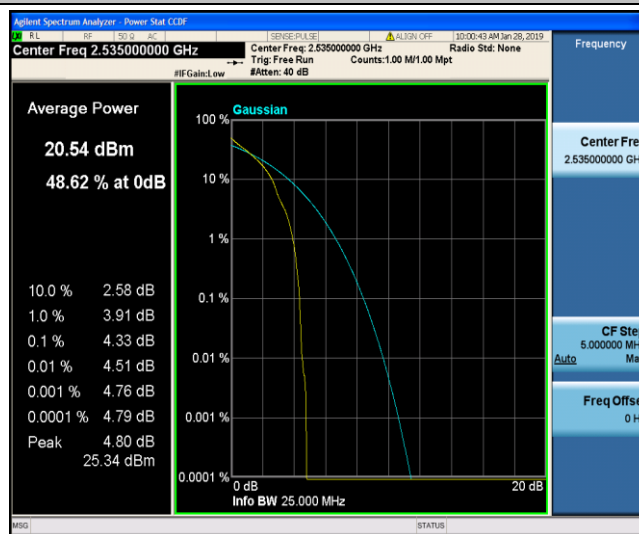 Agilent Spectrum Analyzer - Power Stat CCDF
RL RF 50 Ω AC SENSE:PULSE ALIGN OFF 10:00:43 AM Jan 28, 2019
Center Freq 2.535000000 GHz
Center Freq: 2.535000000 GHz Radio Std: None
Trig: Free Run Counts:1.00 M/1.00 Mpt
#IFGain:Low #Atten: 40 dB
Frequency
Average Power
20.54 dBm
48.62 % at 0dB
10.0 % 2.58 dB
1.0 % 3.91 dB
0.1 % 4.33 dB
0.01 % 4.51 dB
0.001 % 4.76 dB
0.0001 % 4.79 dB
Peak 4.80 dB
25.34 dBm
Gaussian
100 %
10 %
1 %
0.1 %
0.01 %
0.001 %
0.0001 %
0 dB 20 dB
Info BW 25.000 MHz
Center Fre
2.535000000 GH
CF Ste
5.000000 MH
Auto Ma
Freq Offse
0 H
MSG STATUS